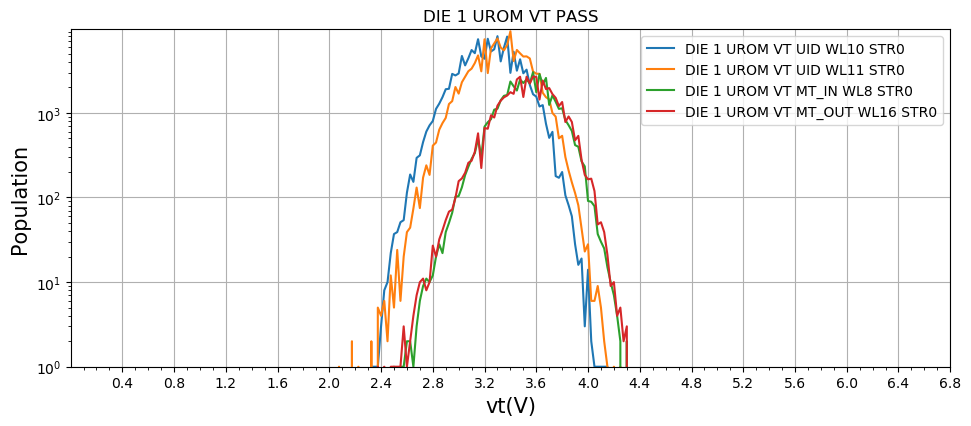 DIE 1 UROM VT PASS
DIE 1 UROM VT UID WL10 STR0
DIE 1 UROM VT UID WL11 STR0
DIE 1 UROM VT MT_IN WL8 STR0
DIE 1 UROM VT MT_OUT WL16 STR0
Population
10³
10²
10¹
10⁰
0.4 0.8 1.2 1.6 2.0 2.4 2.8 3.2 3.6 4.0 4.4 4.8 5.2 5.6 6.0 6.4 6.8
vt(V)